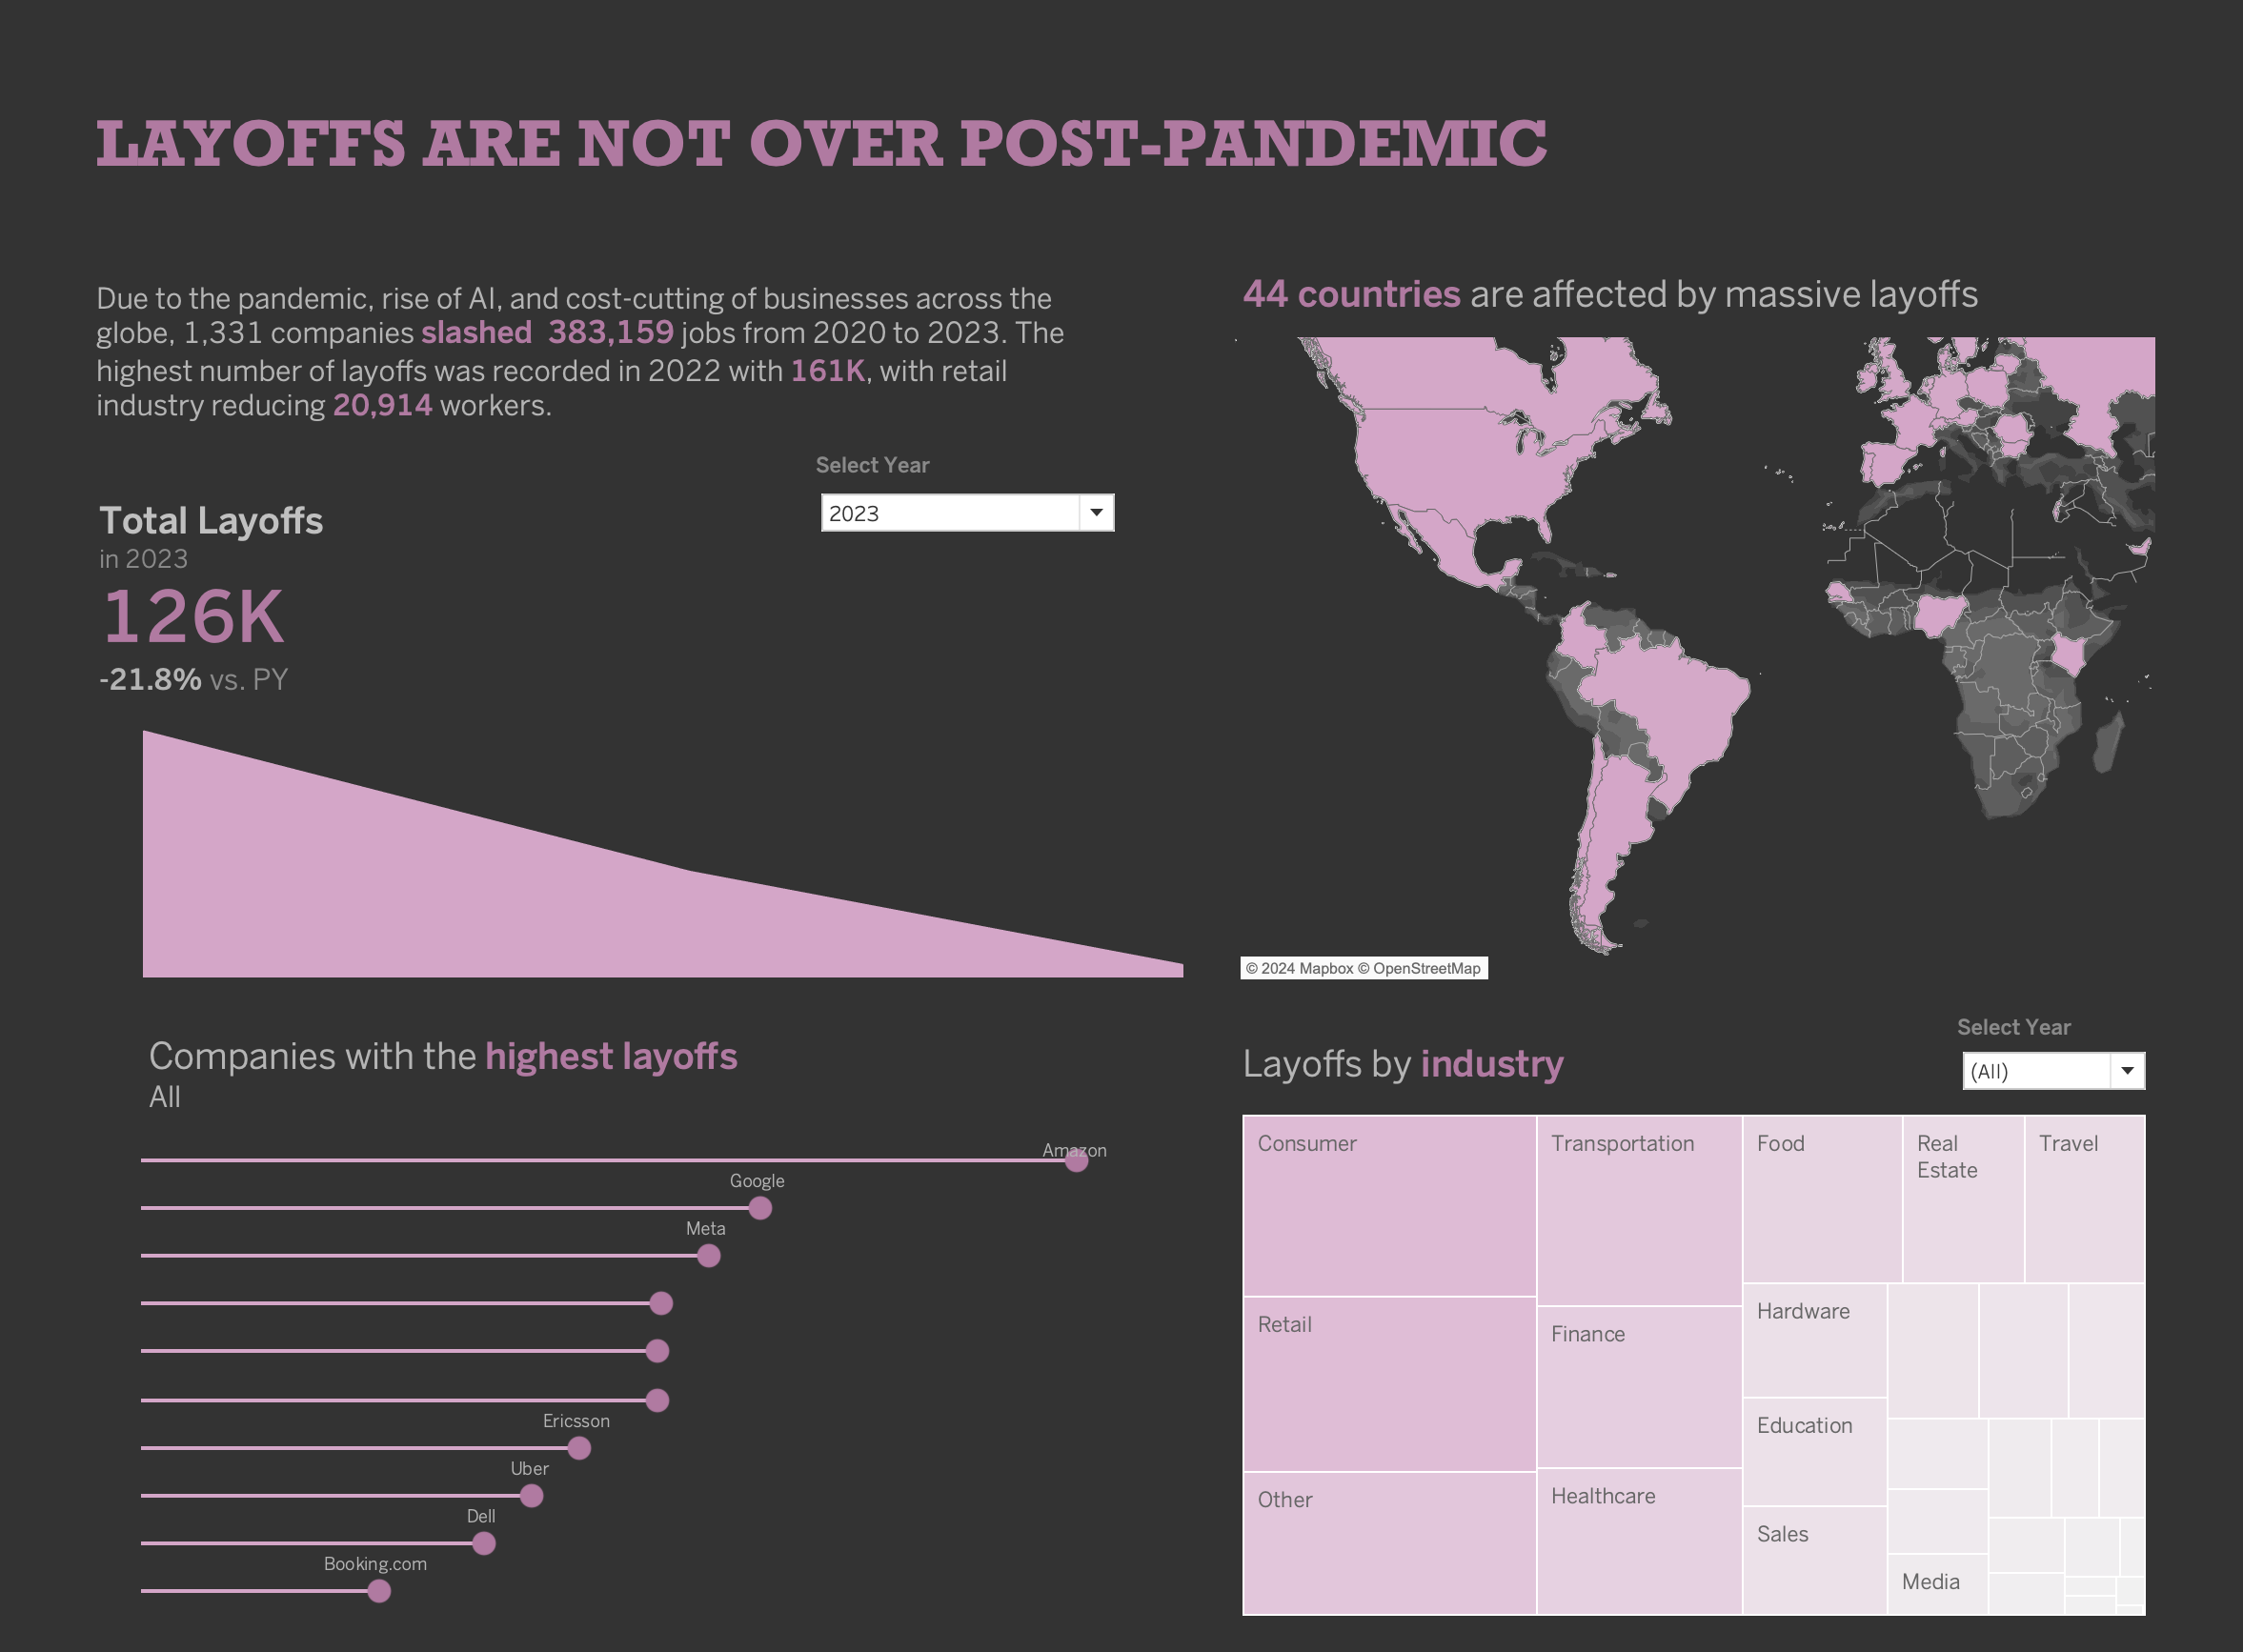 LAYOFFS ARE NOT OVER POST-PANDEMIC
Due to the pandemic, rise of AI, and cost-cutting of businesses across the
globe, 1,331 companies slashed 383,159 jobs from 2020 to 2023. The
highest number of layoffs was recorded in 2022 with 161K, with retail
industry reducing 20,914 workers.
Select Year
2023
Total Layoffs
in 2023
126K
-21.8% vs. PY
44 countries are affected by massive layoffs
© 2024 Mapbox © OpenStreetMap
Companies with the highest layoffs
All
Amazon
Google
Meta
Ericsson
Uber
Dell
Booking.com
Layoffs by industry
Select Year
(All)
Consumer
Retail
Other
Transportation
Finance
Healthcare
Food
Real
Estate
Travel
Hardware
Education
Sales
Media